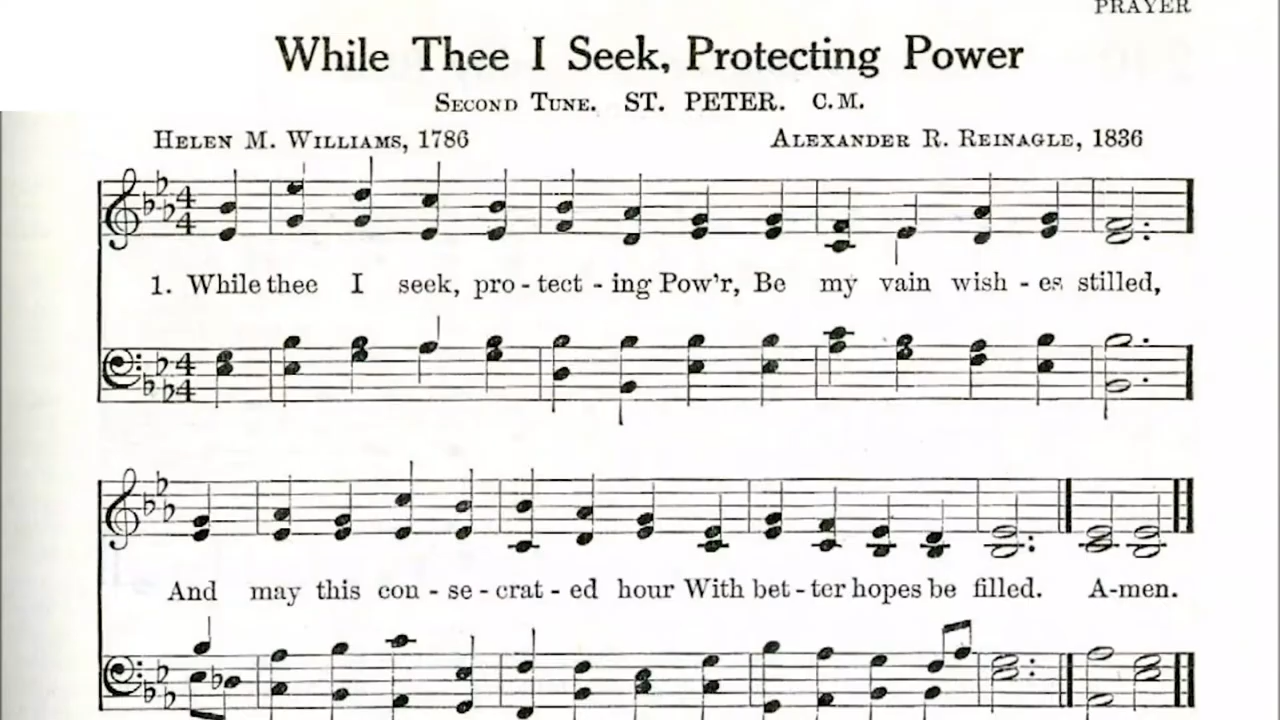 PRAYER
While Thee I Seek, Protecting Power
SECOND TUNE. ST. PETER. C.M.
HELEN M. WILLIAMS, 1786 ALEXANDER R. REINAGLE, 1836
1. While thee I seek, pro - tect - ing Pow'r, Be my vain wish - es stilled,
And may this con - se - crat - ed hour With bet - ter hopes be filled. A-men.